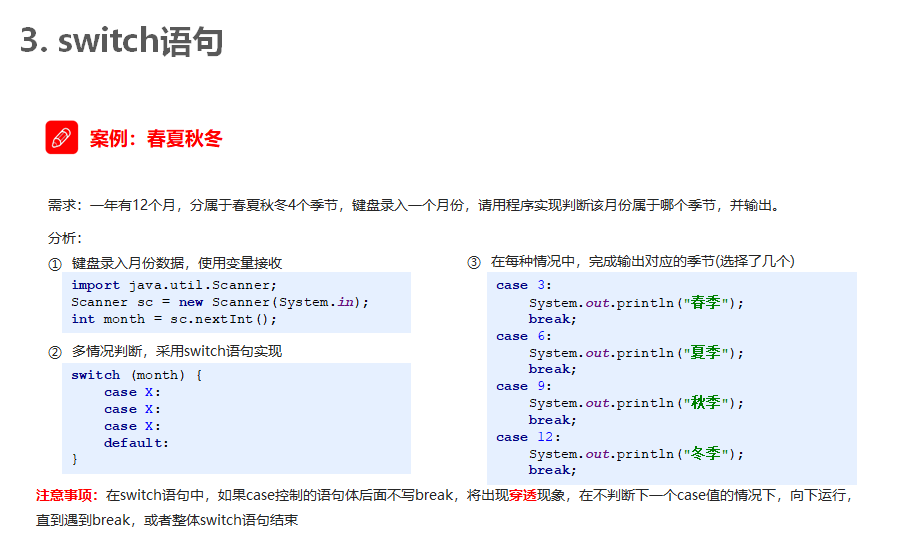 3. switch语句
案例：春夏秋冬
需求：一年有12个月，分属于春夏秋冬4个季节，键盘录入一个月份，请用程序实现判断该月份属于哪个季节，并输出。
分析：
① 键盘录入月份数据，使用变量接收
import java.util.Scanner;
Scanner sc = new Scanner(System.in);
int month = sc.nextInt();
② 多情况判断，采用switch语句实现
switch (month) {
    case X:
    case X:
    case X:
    default:
}
③ 在每种情况中，完成输出对应的季节(选择了几个)
case 3:
    System.out.println("春季");
    break;
case 6:
    System.out.println("夏季");
    break;
case 9:
    System.out.println("秋季");
    break;
case 12:
    System.out.println("冬季");
    break;
注意事项：在switch语句中，如果case控制的语句体后面不写break，将出现穿透现象，在不判断下一个case值的情况下，向下运行，
直到遇到break，或者整体switch语句结束